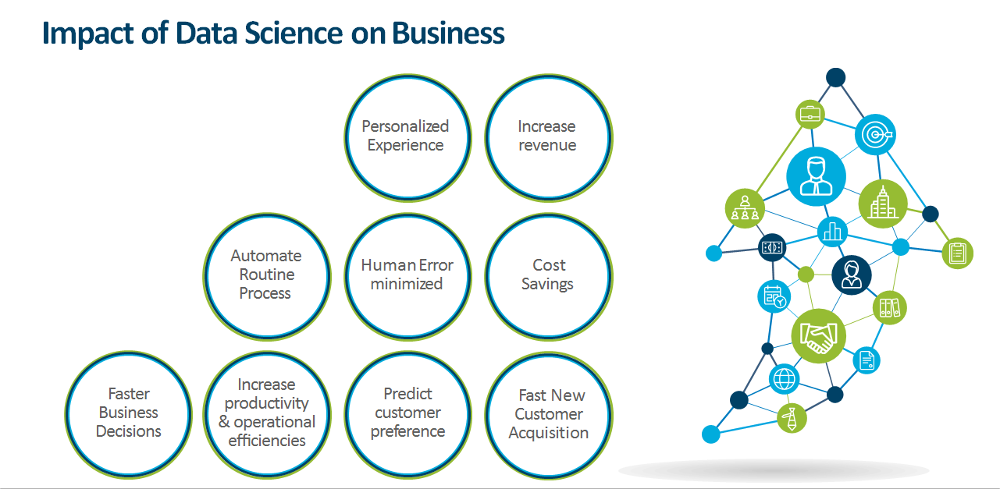 Impact of Data Science on Business
Personalized
Experience
Increase
revenue
Automate
Routine
Process
Human Error
minimized
Cost
Savings
Faster
Business
Decisions
Increase
productivity
& operational
efficiencies
Predict
customer
preference
Fast New
Customer
Acquisition